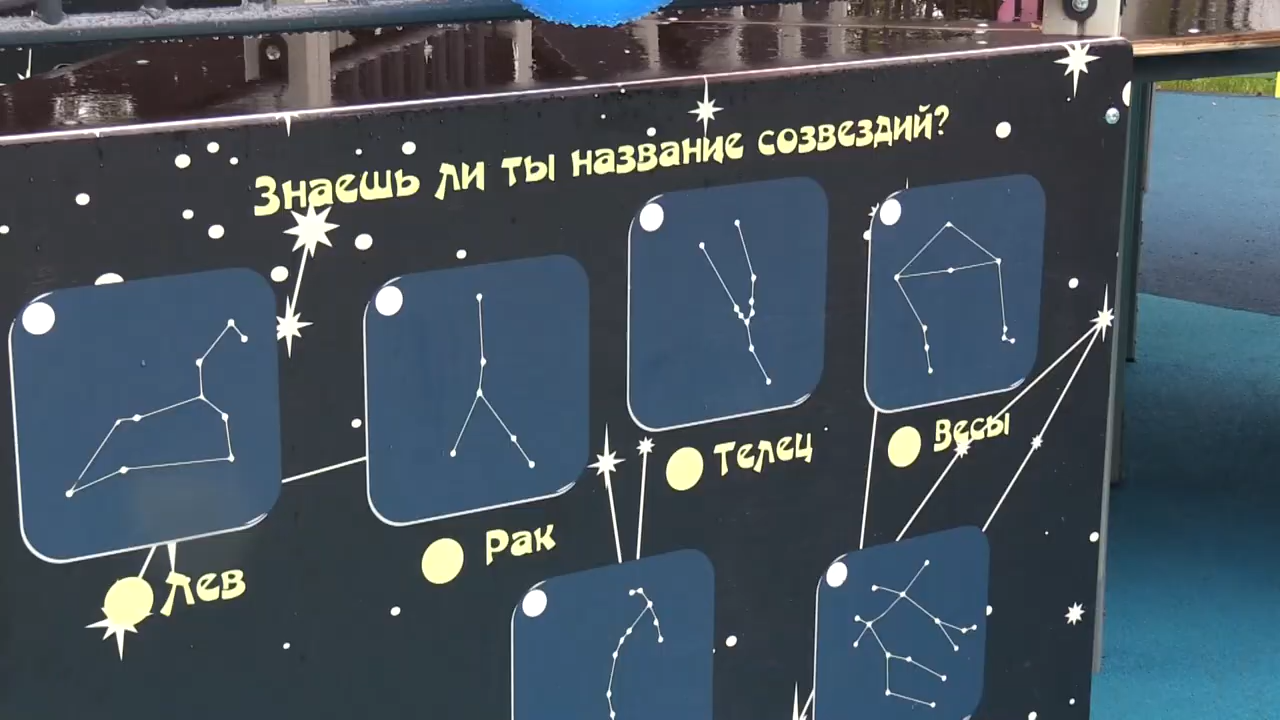 Знаешь ли ты название созвездий?
Телец
Весы
Лев
Рак